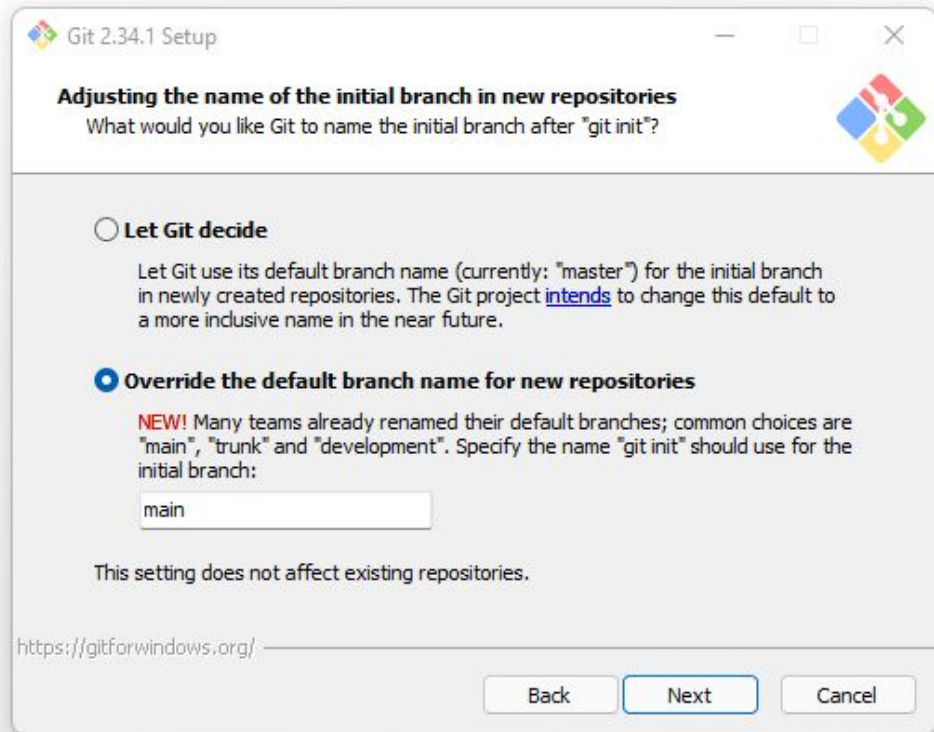 Git 2.34.1 Setup
Adjusting the name of the initial branch in new repositories
What would you like Git to name the initial branch after "git init"?
Let Git decide
Let Git use its default branch name (currently: "master") for the initial branch
in newly created repositories. The Git project intends to change this default to
a more inclusive name in the near future.
Override the default branch name for new repositories
NEW! Many teams already renamed their default branches; common choices are
"main", "trunk" and "development". Specify the name "git init" should use for the
initial branch:
main
This setting does not affect existing repositories.
https://gitforwindows.org/
Back Next Cancel